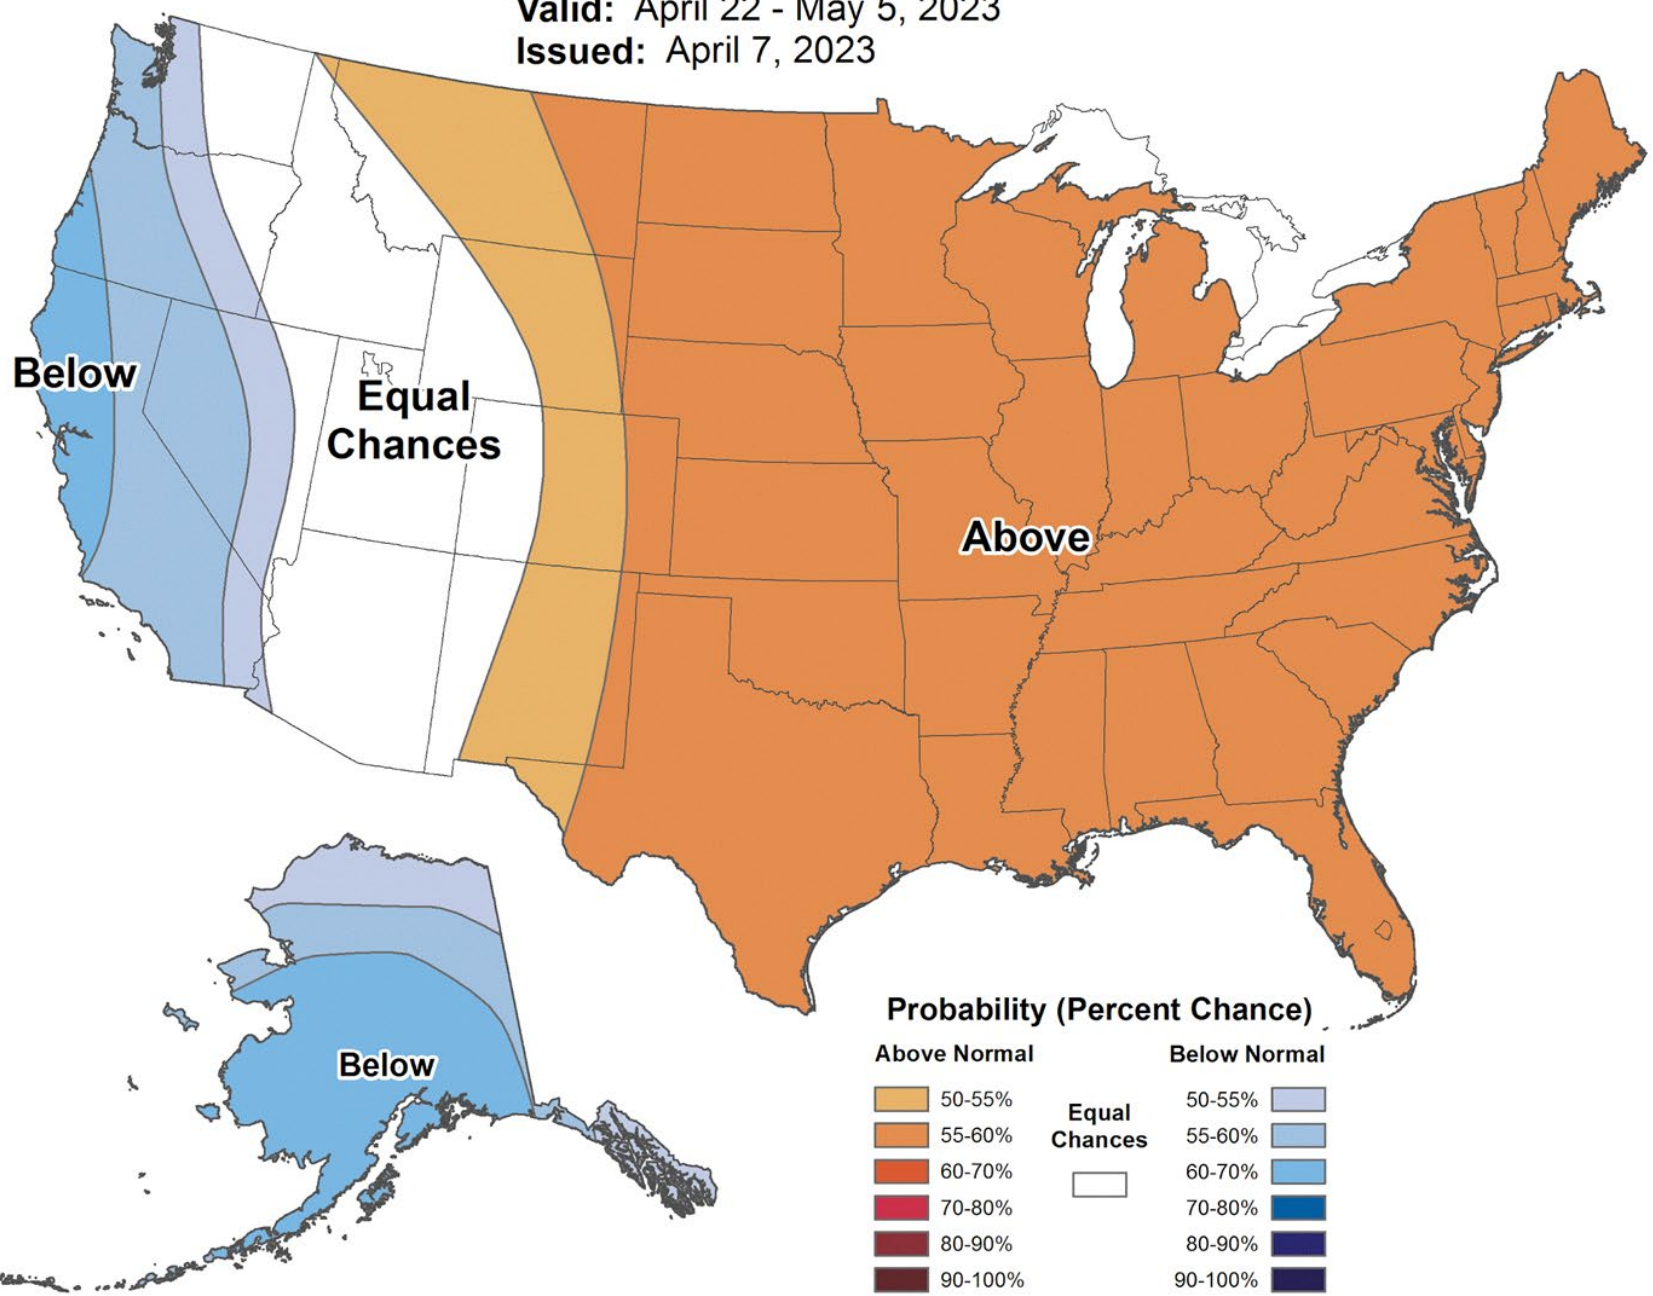 Valid: April 22 - May 5, 2023
Issued: April 7, 2023
Below
Equal
Chances
Above
Below
Probability (Percent Chance)
Above Normal
50-55%
55-60%
60-70%
70-80%
80-90%
90-100%
Equal
Chances
Below Normal
50-55%
55-60%
60-70%
70-80%
80-90%
90-100%